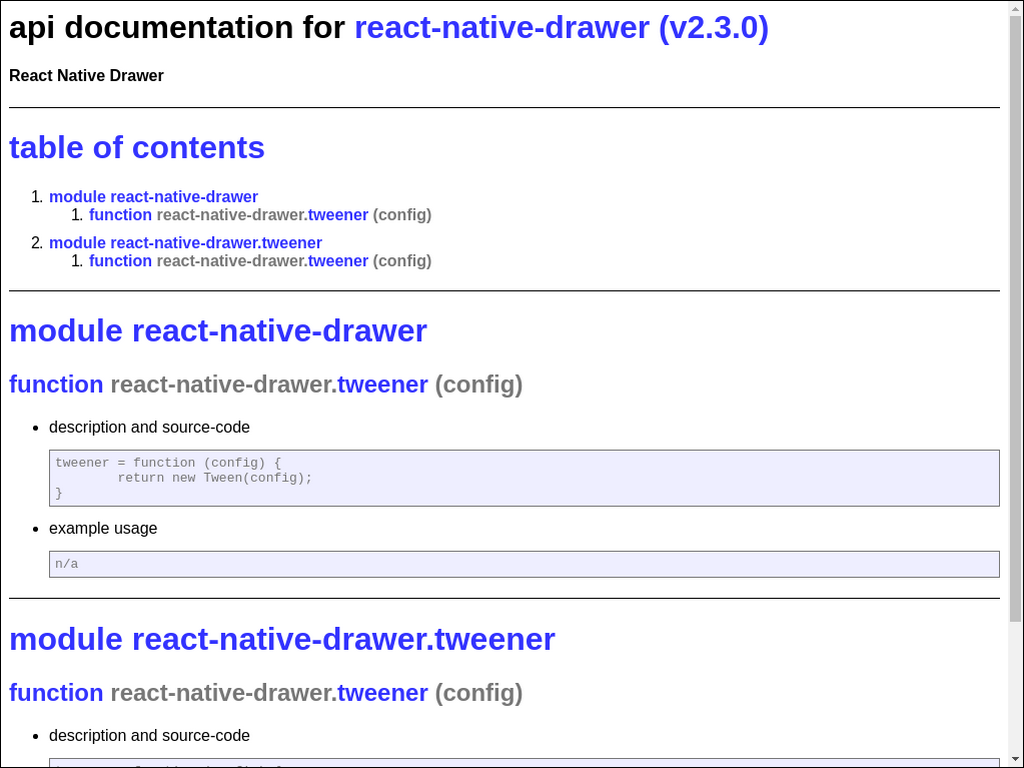 api documentation for react-native-drawer (v2.3.0)
React Native Drawer
table of contents
1. module react-native-drawer
1. function react-native-drawer.tweener (config)
2. module react-native-drawer.tweener
1. function react-native-drawer.tweener (config)
module react-native-drawer
function react-native-drawer.tweener (config)
• description and source-code
tweener = function (config) {
return new Tween(config);
}
• example usage
n/a
module react-native-drawer.tweener
function react-native-drawer.tweener (config)
• description and source-code